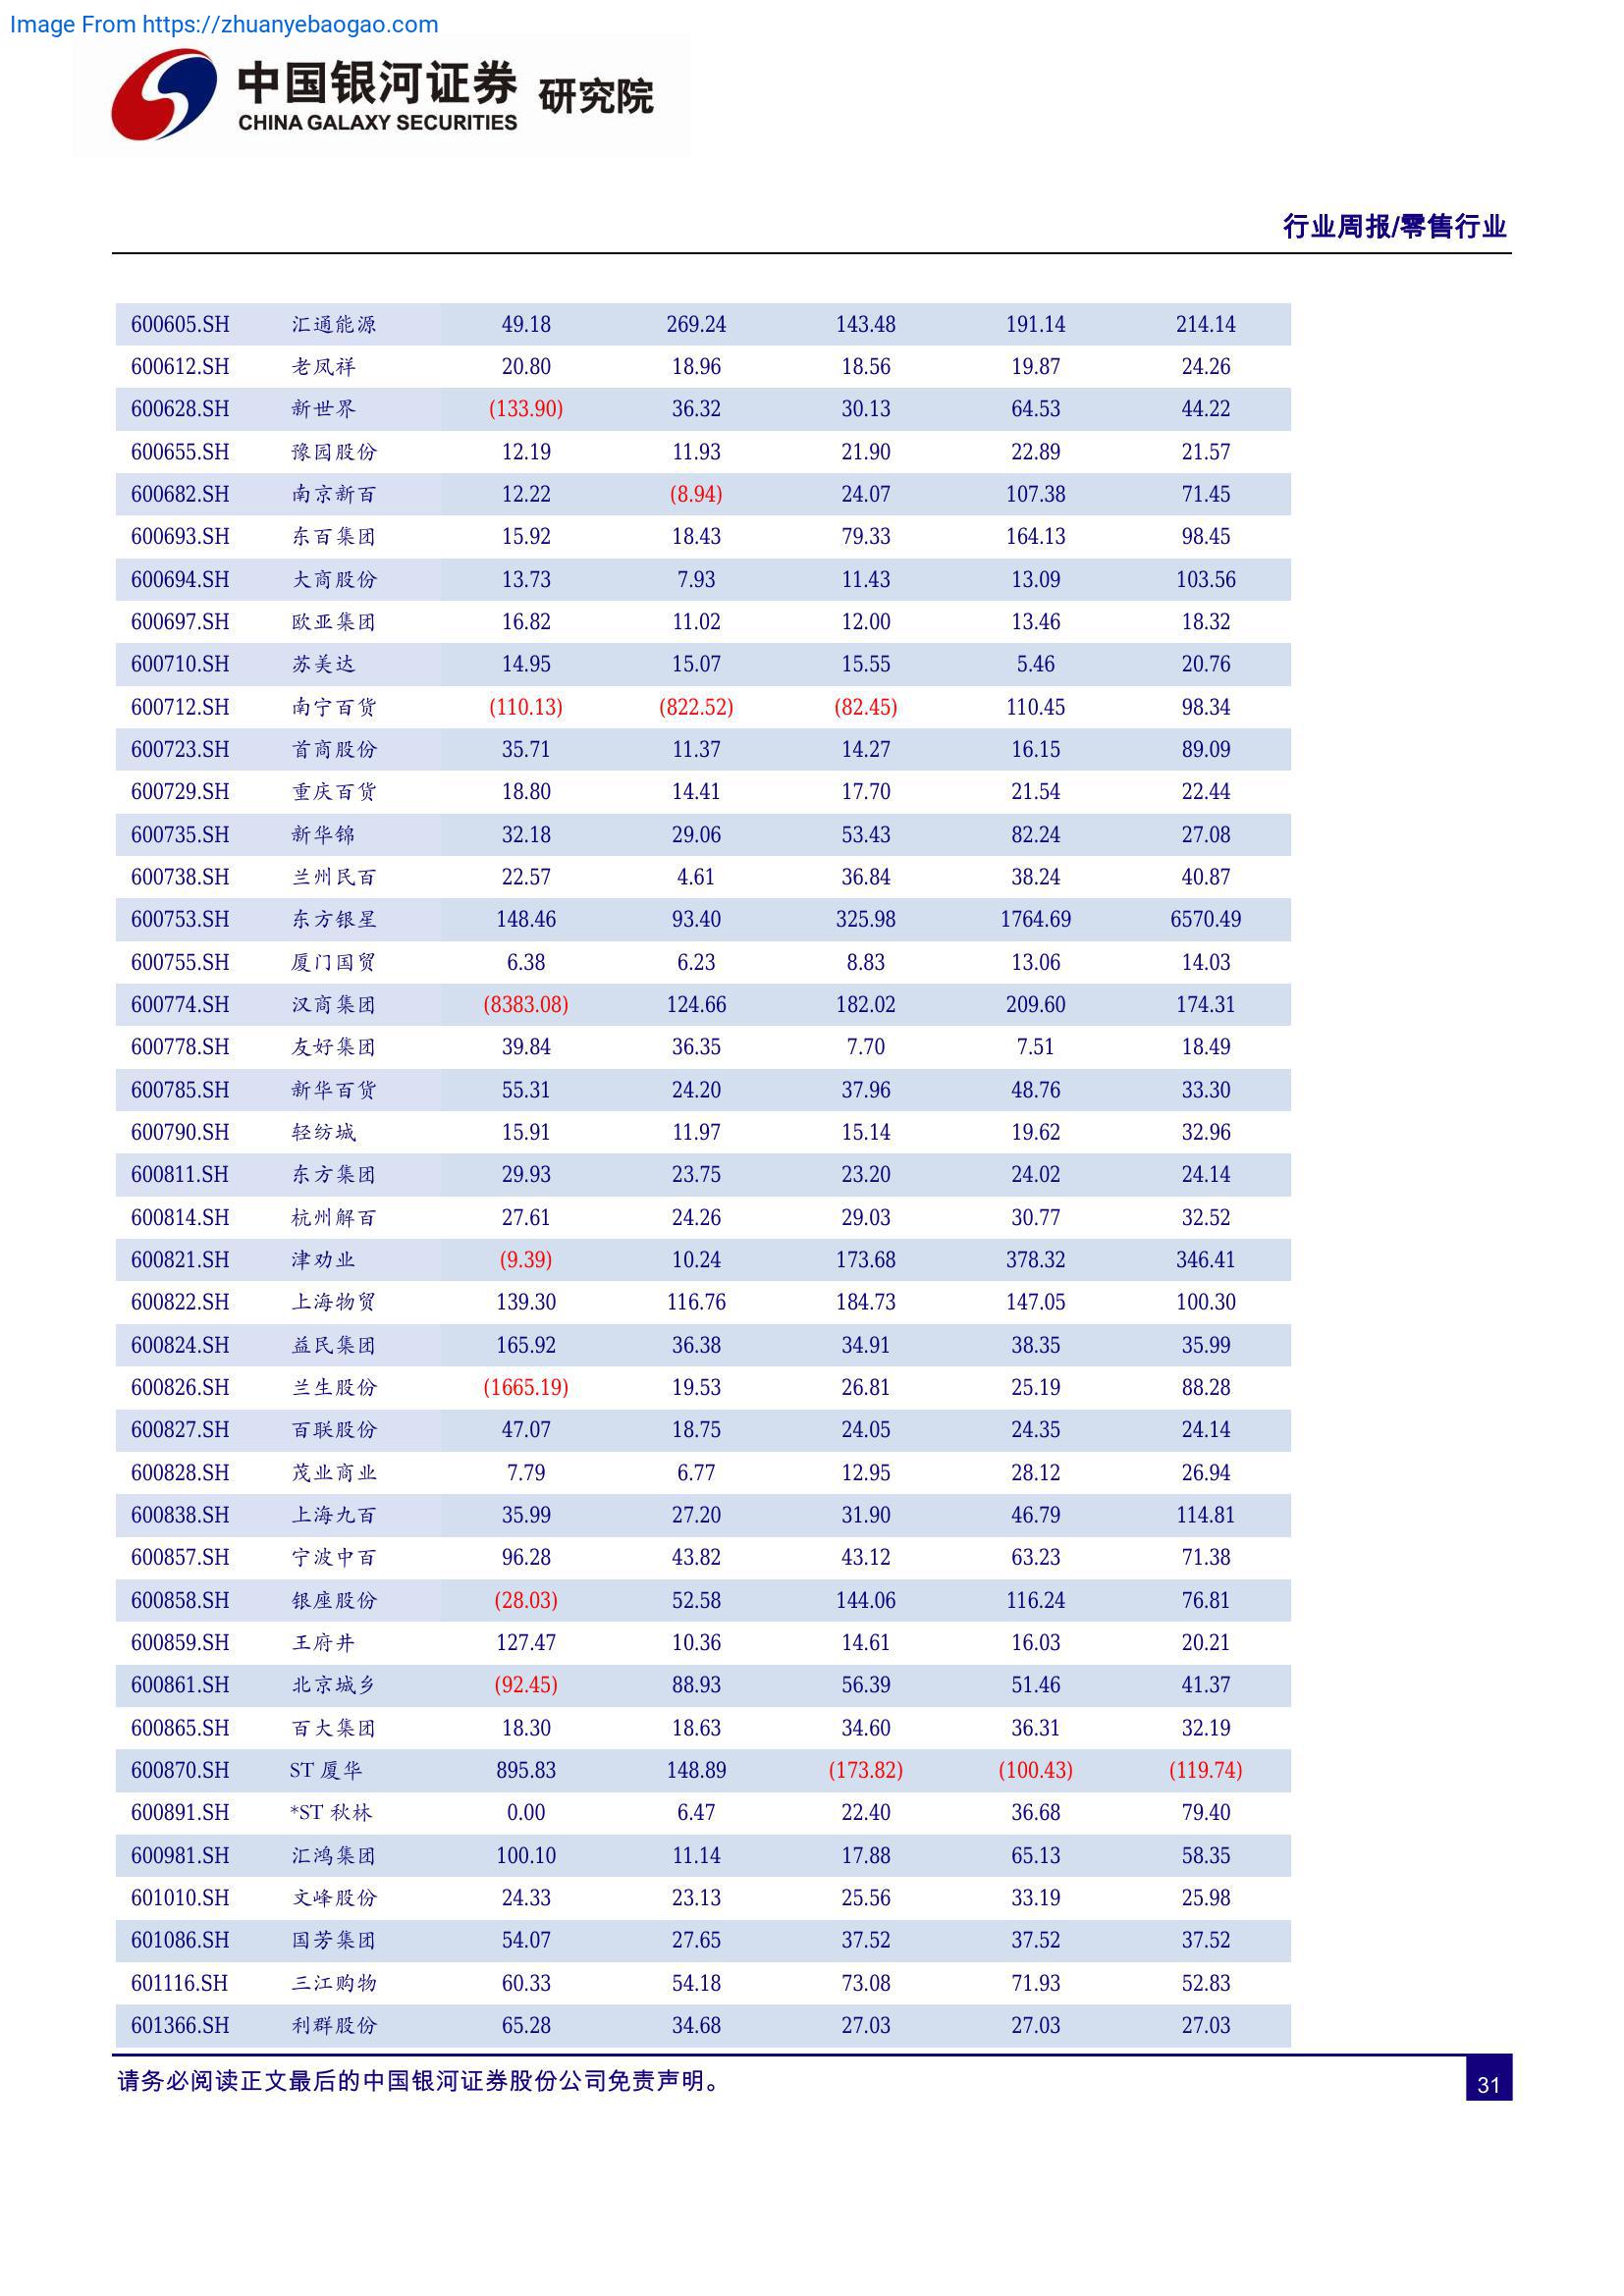 Image From https://zhuanyebaogao.com
中国银河证券 研究院
CHINA GALAXY SECURITIES
行业周报/零售行业
600605.SH 汇通能源 49.18 269.24 143.48 191.14 214.14
600612.SH 老凤祥 20.80 18.96 18.56 19.87 24.26
600628.SH 新世界 (133.90) 36.32 30.13 64.53 44.22
600655.SH 豫园股份 12.19 11.93 21.90 22.89 21.57
600682.SH 南京新百 12.22 (8.94) 24.07 107.38 71.45
600693.SH 东百集团 15.92 18.43 79.33 164.13 98.45
600694.SH 大商股份 13.73 7.93 11.43 13.09 103.56
600697.SH 欧亚集团 16.82 11.02 12.00 13.46 18.32
600710.SH 苏美达 14.95 15.07 15.55 5.46 20.76
600712.SH 南宁百货 (110.13) (822.52) (82.45) 110.45 98.34
600723.SH 首商股份 35.71 11.37 14.27 16.15 89.09
600729.SH 重庆百货 18.80 14.41 17.70 21.54 22.44
600735.SH 新华锦 32.18 29.06 53.43 82.24 27.08
600738.SH 兰州民百 22.57 4.61 36.84 38.24 40.87
600753.SH 东方银星 148.46 93.40 325.98 1764.69 6570.49
600755.SH 厦门国贸 6.38 6.23 8.83 13.06 14.03
600774.SH 汉商集团 (8383.08) 124.66 182.02 209.60 174.31
600778.SH 友好集团 39.84 36.35 7.70 7.51 18.49
600785.SH 新华百货 55.31 24.20 37.96 48.76 33.30
600790.SH 轻纺城 15.91 11.97 15.14 19.62 32.96
600811.SH 东方集团 29.93 23.75 23.20 24.02 24.14
600814.SH 杭州解百 27.61 24.26 29.03 30.77 32.52
600821.SH 津劝业 (9.39) 10.24 173.68 378.32 346.41
600822.SH 上海物贸 139.30 116.76 184.73 147.05 100.30
600824.SH 益民集团 165.92 36.38 34.91 38.35 35.99
600826.SH 兰生股份 (1665.19) 19.53 26.81 25.19 88.28
600827.SH 百联股份 47.07 18.75 24.05 24.35 24.14
600828.SH 茂业商业 7.79 6.77 12.95 28.12 26.94
600838.SH 上海九百 35.99 27.20 31.90 46.79 114.81
600857.SH 宁波中百 96.28 43.82 43.12 63.23 71.38
600858.SH 银座股份 (28.03) 52.58 144.06 116.24 76.81
600859.SH 王府井 127.47 10.36 14.61 16.03 20.21
600861.SH 北京城乡 (92.45) 88.93 56.39 51.46 41.37
600865.SH 百大集团 18.30 18.63 34.60 36.31 32.19
600870.SH ST 厦华 895.83 148.89 (173.82) (100.43) (119.74)
600891.SH *ST 秋林 0.00 6.47 22.40 36.68 79.40
600981.SH 汇鸿集团 100.10 11.14 17.88 65.13 58.35
601010.SH 文峰股份 24.33 23.13 25.56 33.19 25.98
601086.SH 国芳集团 54.07 27.65 37.52 37.52 37.52
601116.SH 三江购物 60.33 54.18 73.08 71.93 52.83
601366.SH 利群股份 65.28 34.68 27.03 27.03 27.03
请务必阅读正文最后的中国银河证券股份公司免责声明。
31